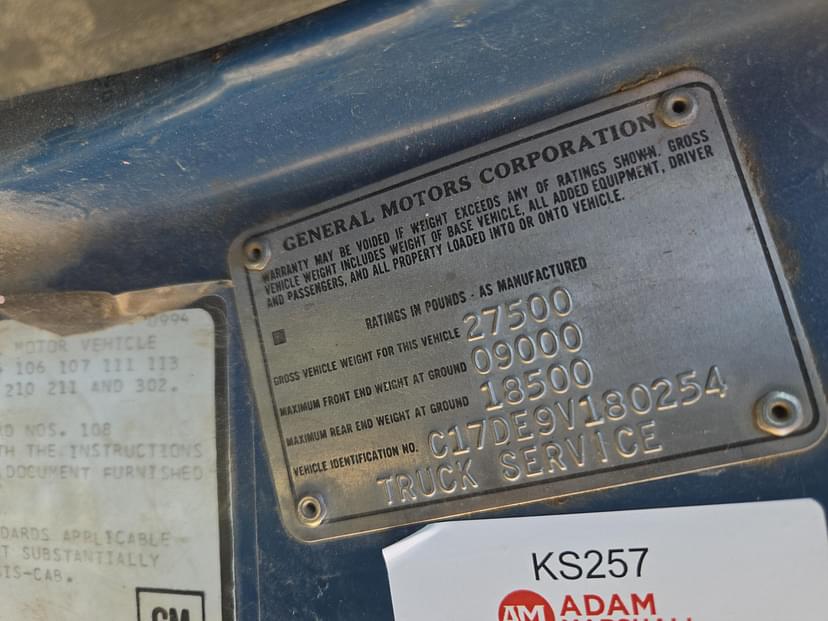 GENERAL MOTORS CORPORATION
WARRANTY MAY BE VOIDED IF WEIGHT EXCEEDS ANY OF RATINGS SHOWN. GROSS
VEHICLE WEIGHT INCLUDES WEIGHT OF BASE VEHICLE, ALL ADDED EQUIPMENT, DRIVER
AND PASSENGERS, AND ALL PROPERTY LOADED INTO OR ONTO VEHICLE.
RATINGS IN POUNDS - AS MANUFACTURED
GROSS VEHICLE WEIGHT FOR THIS VEHICLE 27500
MAXIMUM FRONT END WEIGHT AT GROUND 09000
MAXIMUM REAR END WEIGHT AT GROUND 18500
VEHICLE IDENTIFICATION NO. C17DE9V180254
TRUCK SERVICE
MOTOR VEHICLE
106 107 111 113
210 211 AND 302.
NOS. 108
THE INSTRUCTIONS
DOCUMENT FURNISHED
APPLICABLE
SUBSTANTIALLY
GM
KS257
AM ADAM
MARSHALL